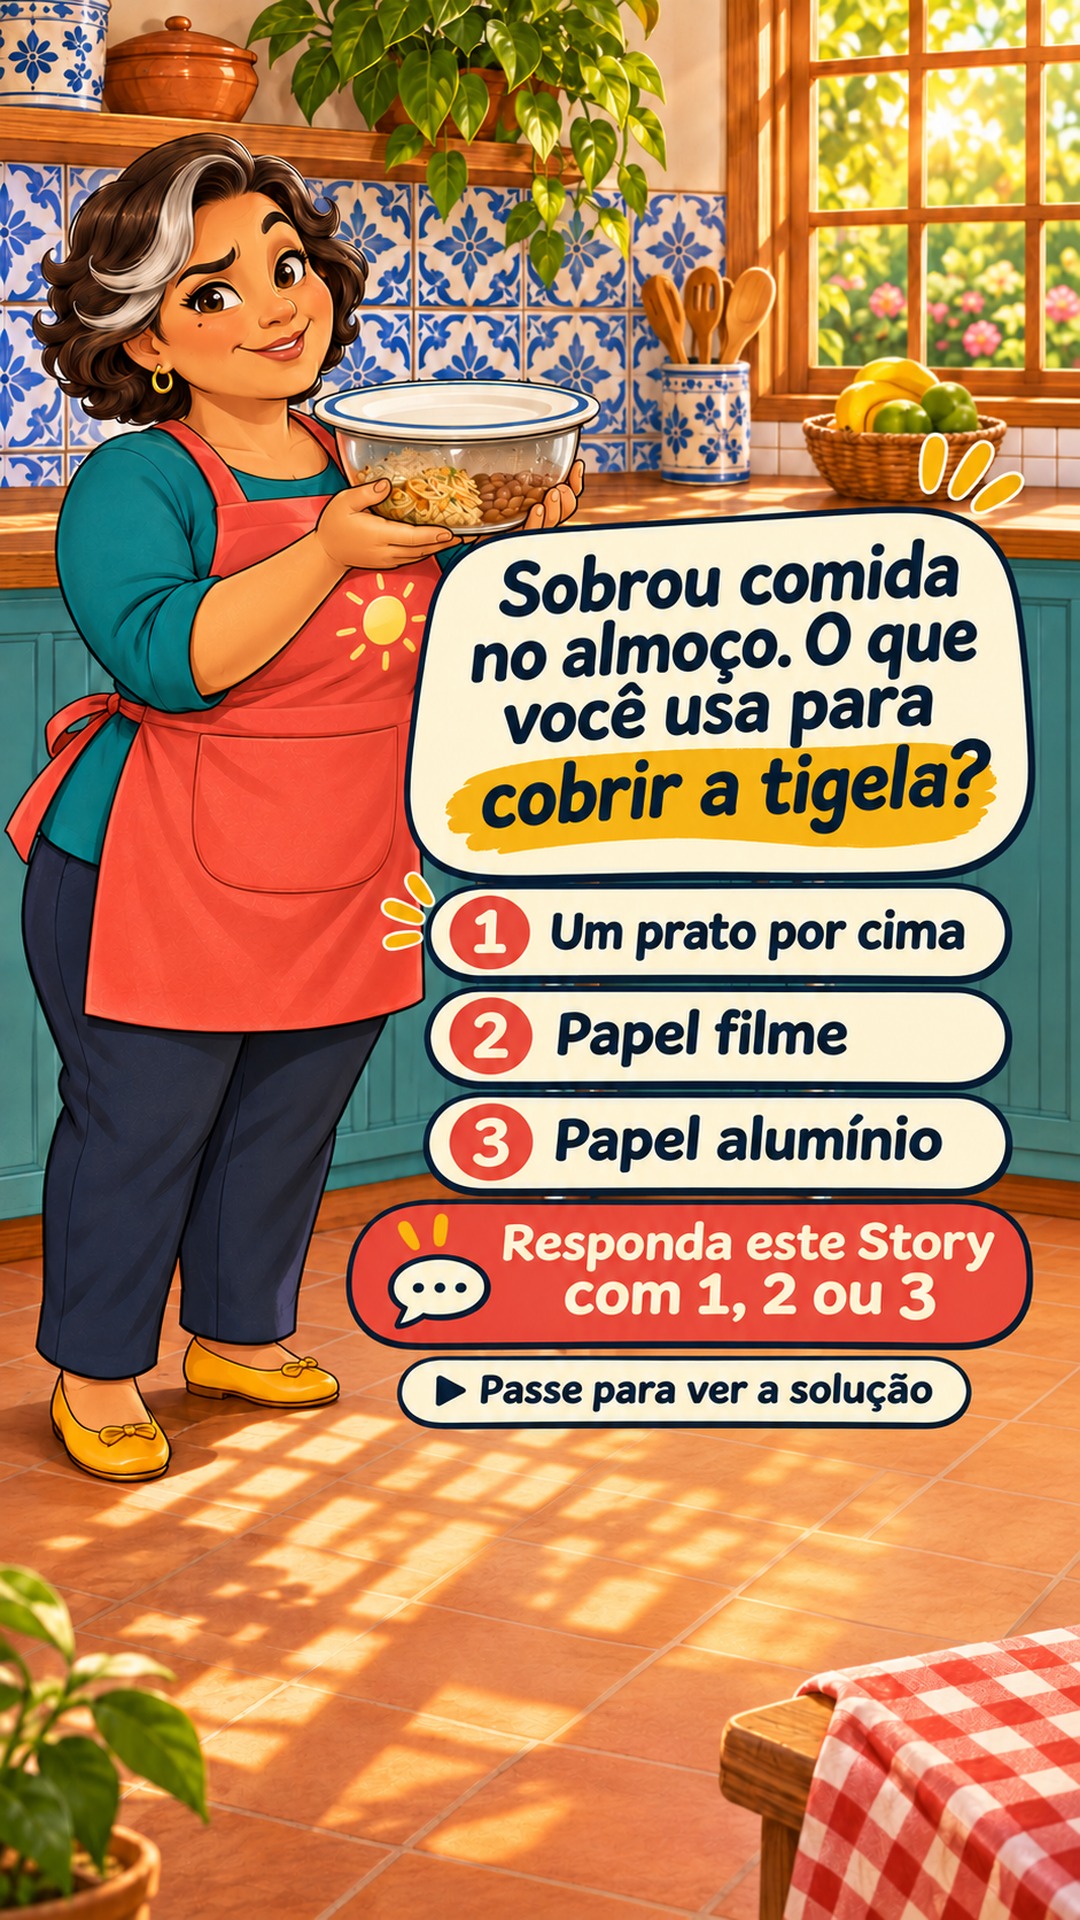 Sobrou comida
no almoço. O que
você usa para
cobrir a tigela?
1 Um prato por cima
2 Papel filme
3 Papel alumínio
Responda este Story
com 1, 2 ou 3
Passe para ver a solução